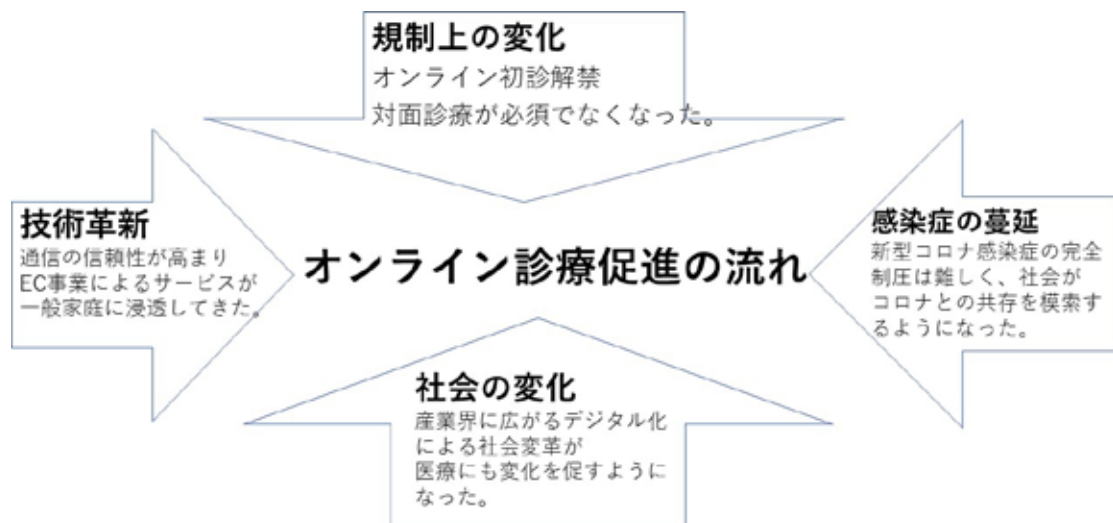 規制上の変化
オンライン初診解禁
対面診療が必須でなくなった。
技術革新
通信の信頼性が高まり
EC事業によるサービスが
一般家庭に浸透してきた。
オンライン診療促進の流れ
感染症の蔓延
新型コロナ感染症の完全
制圧は難しく、社会が
コロナとの共存を模索す
るようになった。
社会の変化
産業界に広がるデジタル化
による社会変革が
医療にも変化を促すように
なった。